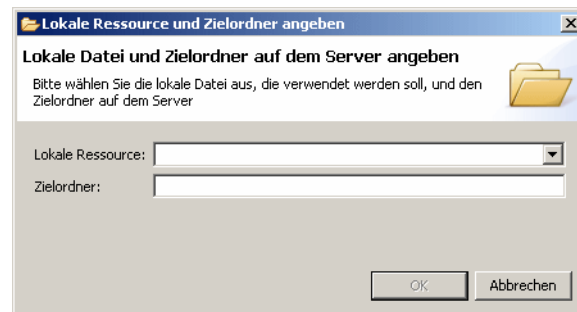 Lokale Ressource und Zielordner angeben
Lokale Datei und Zielordner auf dem Server angeben
Bitte wählen Sie die lokale Datei aus, die verwendet werden soll, und den
Zielordner auf dem Server
Lokale Ressource:
Zielordner:
OK Abbrechen